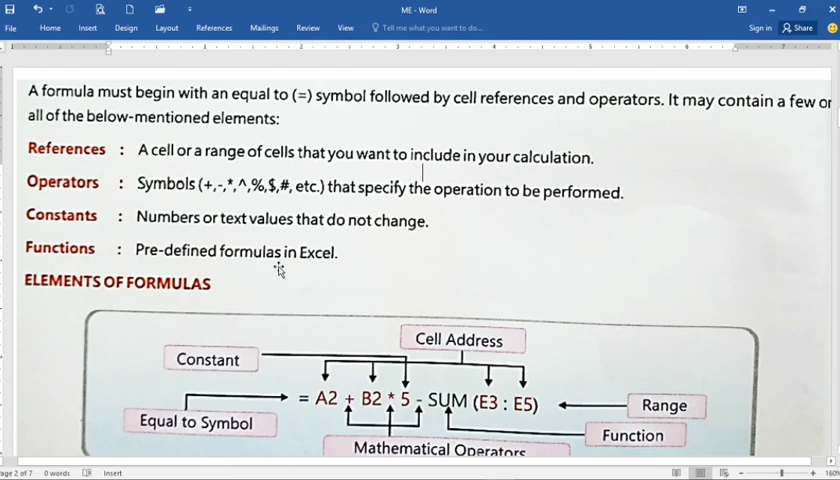 ME - Word
File Home Insert Design Layout References Mailings Review View Tell me what you want to do... Sign in Share
A formula must begin with an equal to (=) symbol followed by cell references and operators. It may contain a few or
all of the below-mentioned elements:
References : A cell or a range of cells that you want to include in your calculation.
Operators : Symbols (+,-,*,^,%,$,#, etc.) that specify the operation to be performed.
Constants : Numbers or text values that do not change.
Functions : Pre-defined formulas in Excel.
ELEMENTS OF FORMULAS
Cell Address
Constant
= A2 + B2 * 5 - SUM (E3 : E5)
Range
Equal to Symbol
Function
Mathematical Operators
age 2 of 7 0 words Insert 160%